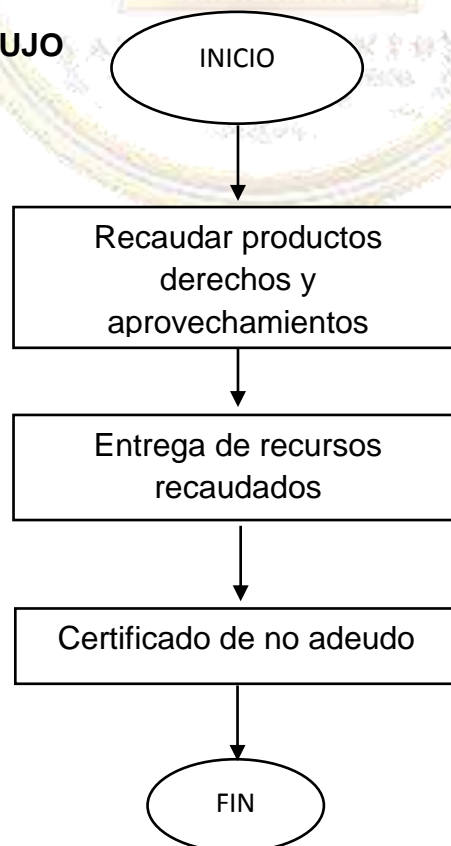 UJO
INICIO
Recaudar productos
derechos y
aprovechamientos
Entrega de recursos
recaudados
Certificado de no adeudo
FIN